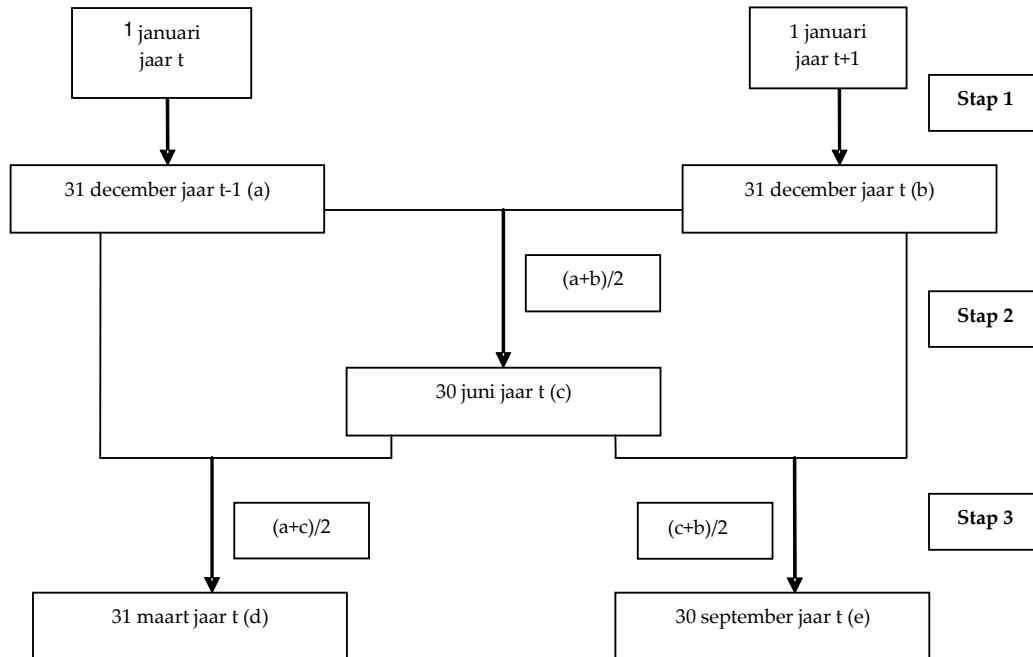 1 januari
jaar t
1 januari
jaar t+1
Stap 1
31 december jaar t-1 (a)
31 december jaar t (b)
(a+b)/2
Stap 2
30 juni jaar t (c)
(a+c)/2
(c+b)/2
Stap 3
31 maart jaar t (d)
30 september jaar t (e)